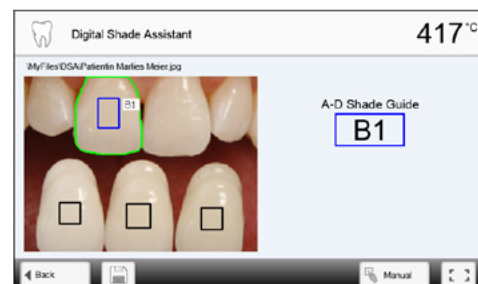 Digital Shade Assistant
417 °C
\MyFiles\DSA\Patientin Marlies Meier.jpg
B1
A-D Shade Guide
B1
Back
Manual